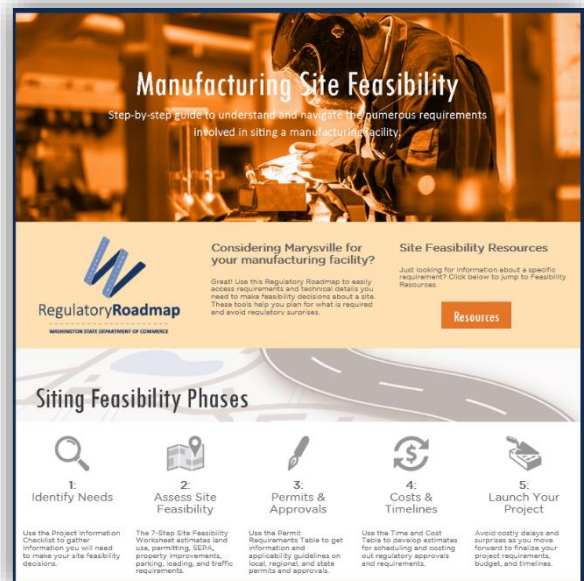 Manufacturing Site Feasibility
Step-by-step guide to understand and navigate the numerous requirements
involved in siting a manufacturing facility.
Considering Marysville for
your manufacturing facility?
Great! Use this Regulatory Roadmap to easily
access requirements and technical details you
need to make feasibility decisions about a site.
These tools help you plan for what is required
and avoid regulatory surprises.
Site Feasibility Resources
Just looking for information about a specific
requirement? Click below to jump to Feasibility
Resources.
Resources
RegulatoryRoadmap
WASHINGTON STATE DEPARTMENT OF COMMERCE
Siting Feasibility Phases
1:
Identify Needs
Use the Project Information
Checklist to gather
information you will need
to make your site feasibility
decisions.
2:
Assess Site
Feasibility
The 7-Step Site Feasibility
Worksheet estimates land
use, permitting, SEPA,
property improvements,
parking, loading, and traffic
requirements.
3:
Permits &
Approvals
Use the Permit
Requirements Table to get
information and
applicability guidelines on
local, regional, and state
permits and approvals.
4:
Costs &
Timelines
Use the Time and Cost
Table to develop estimates
for scheduling and costing
out regulatory approvals
and requirements.
5:
Launch Your
Project
Avoid costly delays and
surprises as you move
forward to finalize your
project requirements,
budget, and timelines.